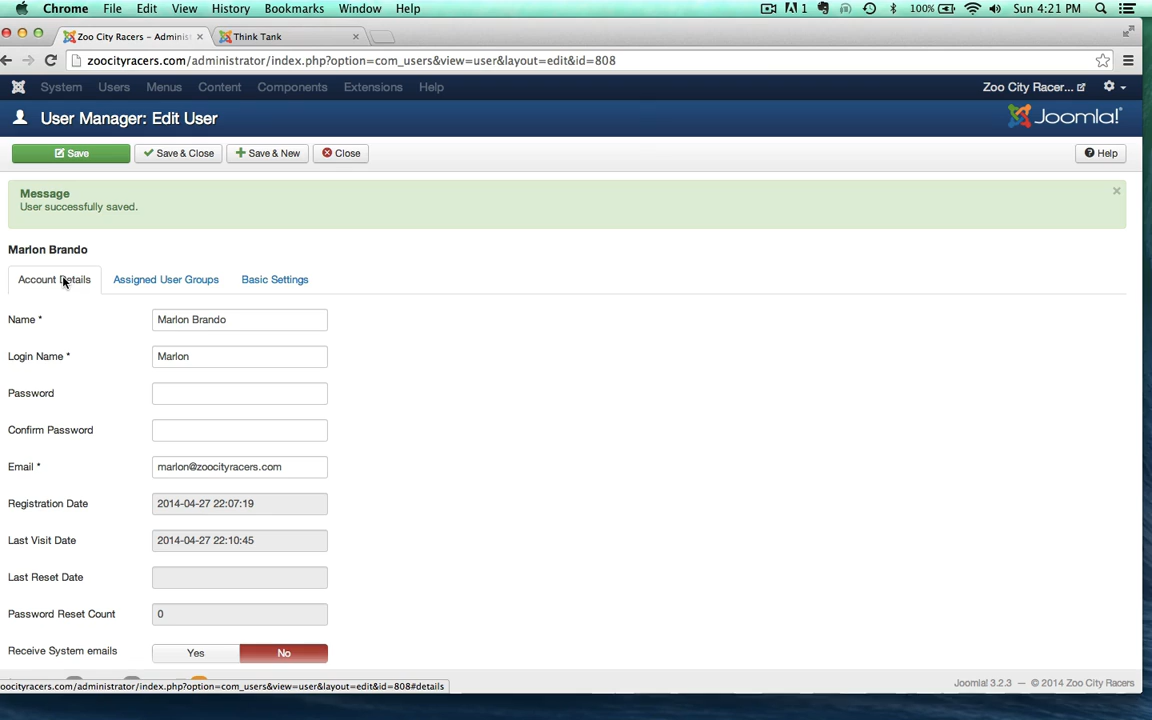 Chrome File Edit View History Bookmarks Window Help 1 100% Sun 4:21 PM
Zoo City Racers – Adminis Think Tank
zoocityracers.com/administrator/index.php?option=com_users&view=user&layout=edit&id=808
System Users Menus Content Components Extensions Help Zoo City Racer...
User Manager: Edit User Joomla!
Save Save & Close Save & New Close Help
Message
User successfully saved.
Marlon Brando
Account Details Assigned User Groups Basic Settings
Name * Marlon Brando
Login Name * Marlon
Password
Confirm Password
Email * marlon@zoocityracers.com
Registration Date 2014-04-27 22:07:19
Last Visit Date 2014-04-27 22:10:45
Last Reset Date
Password Reset Count 0
Receive System emails Yes No
oocityracers.com/administrator/index.php?option=com_users&view=user&layout=edit&id=808#details
Joomla! 3.2.3 — © 2014 Zoo City Racers